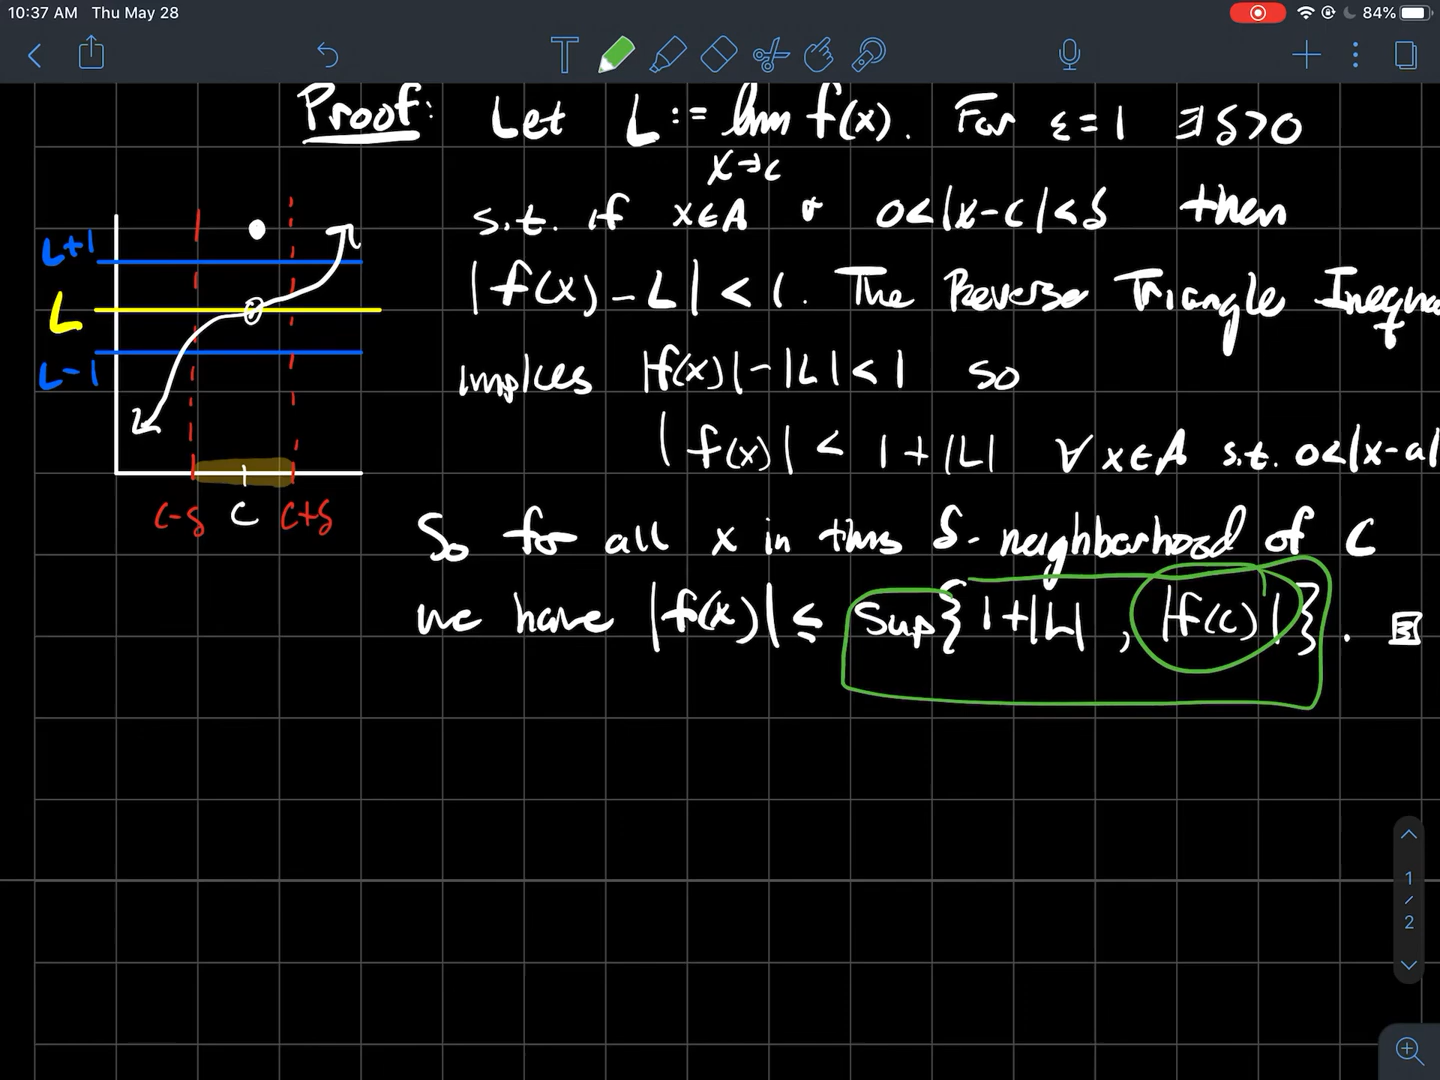 10:37 AM Thu May 28
84%
Proof: Let L := lim f(x). For ε=1 ∃ δ>0
x→c
s.t. if x∈A & 0<|x-c|<δ then
|f(x)-L|<1. The Reverse Triangle Inequa
implies |f(x)|-|L|<1 so
|f(x)| < 1+|L| ∀ x∈A s.t. 0<|x-a|
So for all x in this δ-neighborhood of c
we have |f(x)| ≤ Sup{1+|L|, |f(c)|}.
L+1
L
L-1
c-δ c c+δ
1
/
2